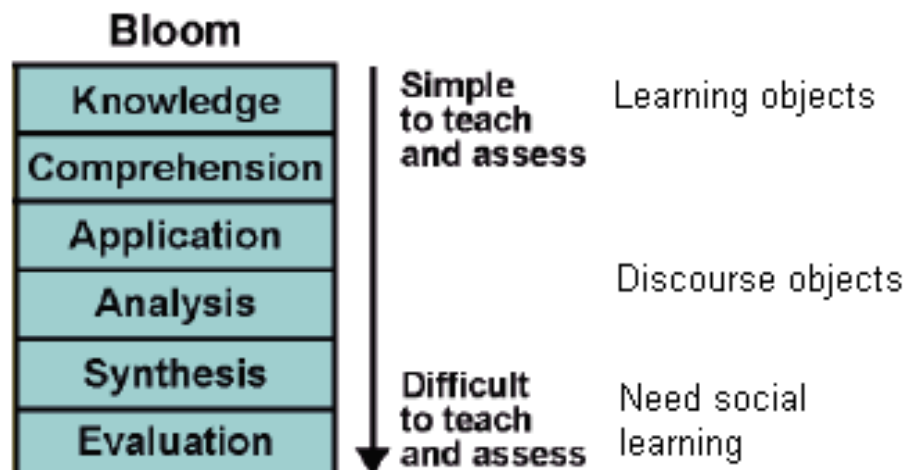 Bloom
Knowledge
Comprehension
Application
Analysis
Synthesis
Evaluation
Simple
to teach
and assess
Difficult
to teach
and assess
Learning objects
Discourse objects
Need social
learning